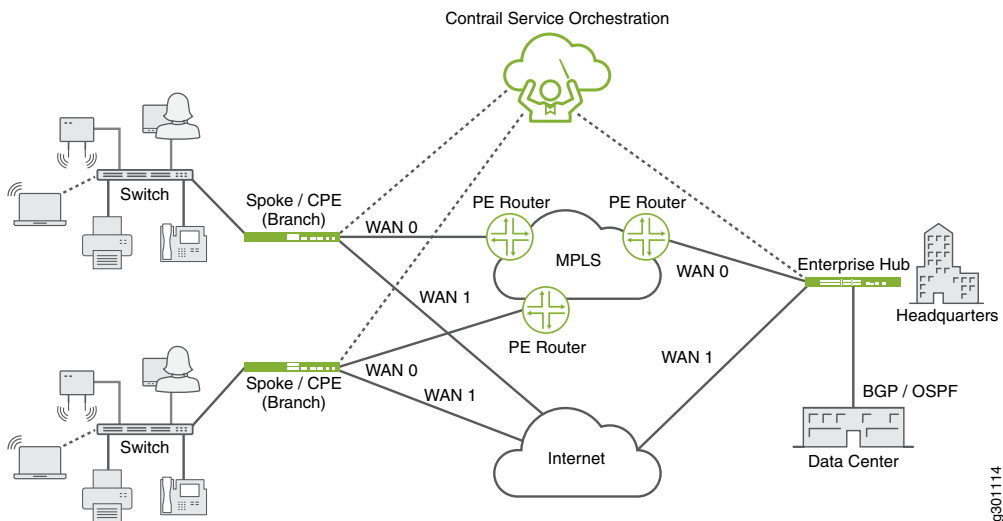 Contrail Service Orchestration
Switch
Spoke / CPE
(Branch)
WAN 0
PE Router
PE Router
MPLS
WAN 0
Enterprise Hub
Headquarters
WAN 1
PE Router
WAN 1
Spoke / CPE
(Branch)
WAN 0
WAN 1
BGP / OSPF
Switch
Internet
Data Center
g301114